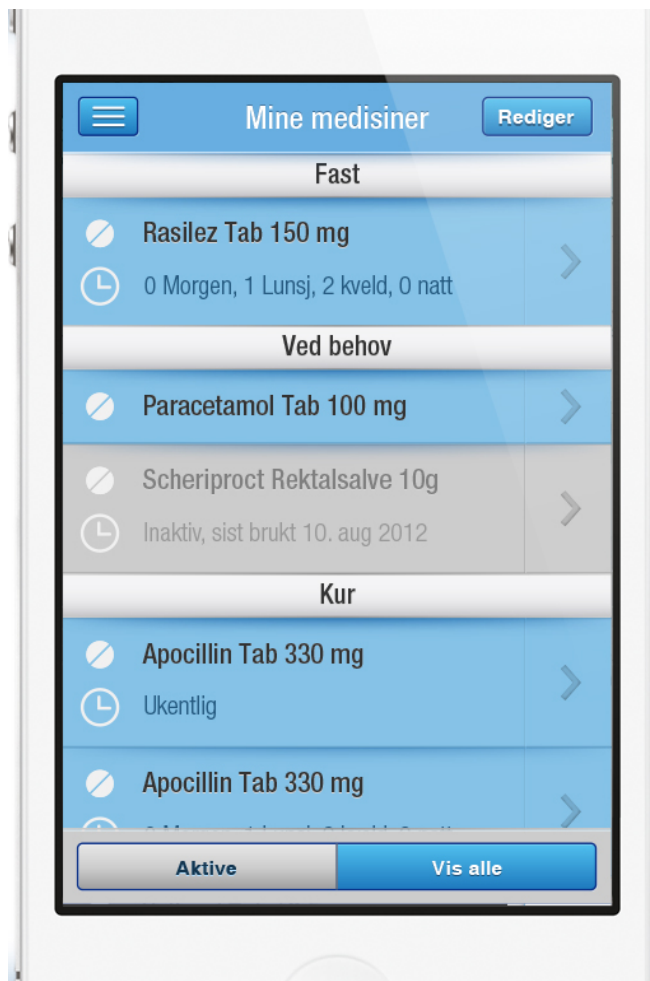 Mine medisiner
Rediger
Fast
Rasilez Tab 150 mg
0 Morgen, 1 Lunsj, 2 kveld, 0 natt
Ved behov
Paracetamol Tab 100 mg
Scheriproct Rektalsalve 10g
Inaktiv, sist brukt 10. aug 2012
Kur
Apocillin Tab 330 mg
Ukentlig
Apocillin Tab 330 mg
Aktive
Vis alle